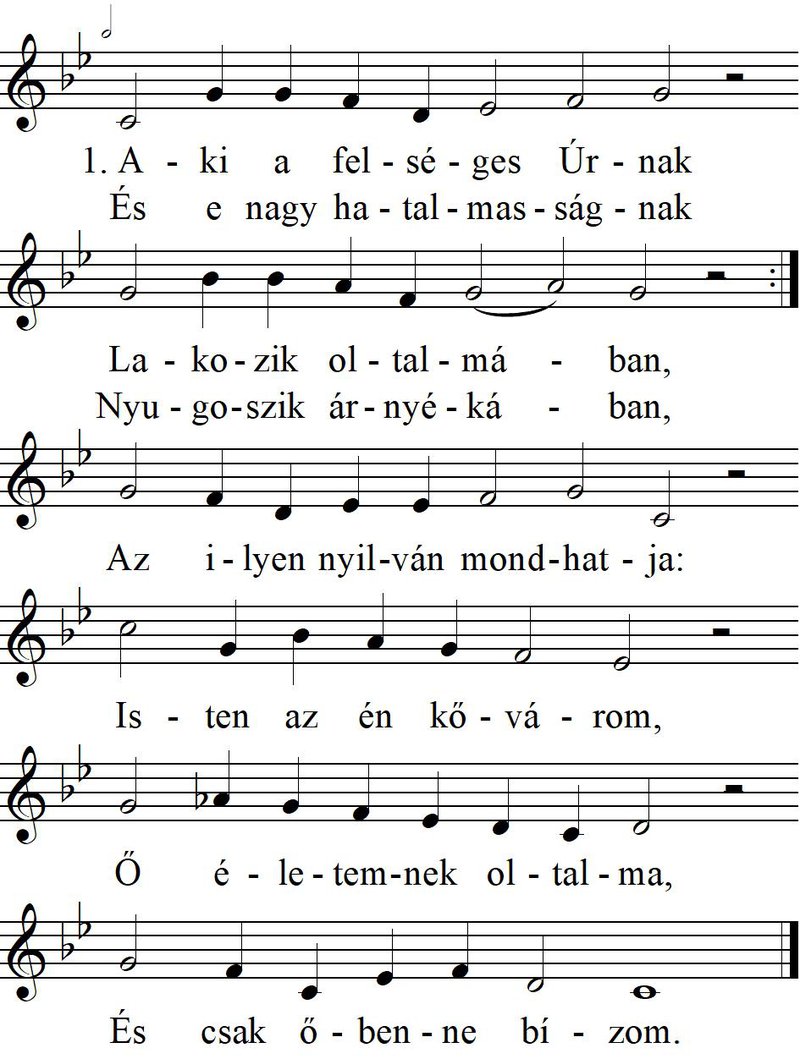 1. A - ki a fel - sé - ges Úr - nak
És e nagy ha - tal - mas - ság - nak
La - ko - zik ol - tal - má - ban,
Nyu - go - szik ár - nyé - ká - ban,
Az i - lyen nyil - ván mond - hat - ja:
Is - ten az én kő - vá - rom,
Ő é - le - tem - nek ol - tal - ma,
És csak ő - ben - ne bí - zom.